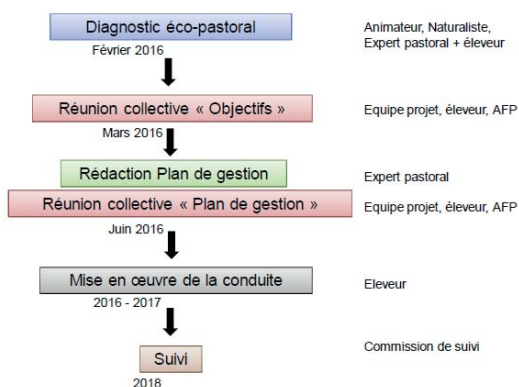 Diagnostic éco-pastoral
Animateur, Naturaliste,
Expert pastoral + éleveur
Février 2016
Réunion collective « Objectifs »
Equipe projet, éleveur, AFP
Mars 2016
Rédaction Plan de gestion
Expert pastoral
Réunion collective « Plan de gestion »
Equipe projet, éleveur, AFP
Juin 2016
Mise en œuvre de la conduite
Eleveur
2016 - 2017
Commission de suivi
Suivi
2018